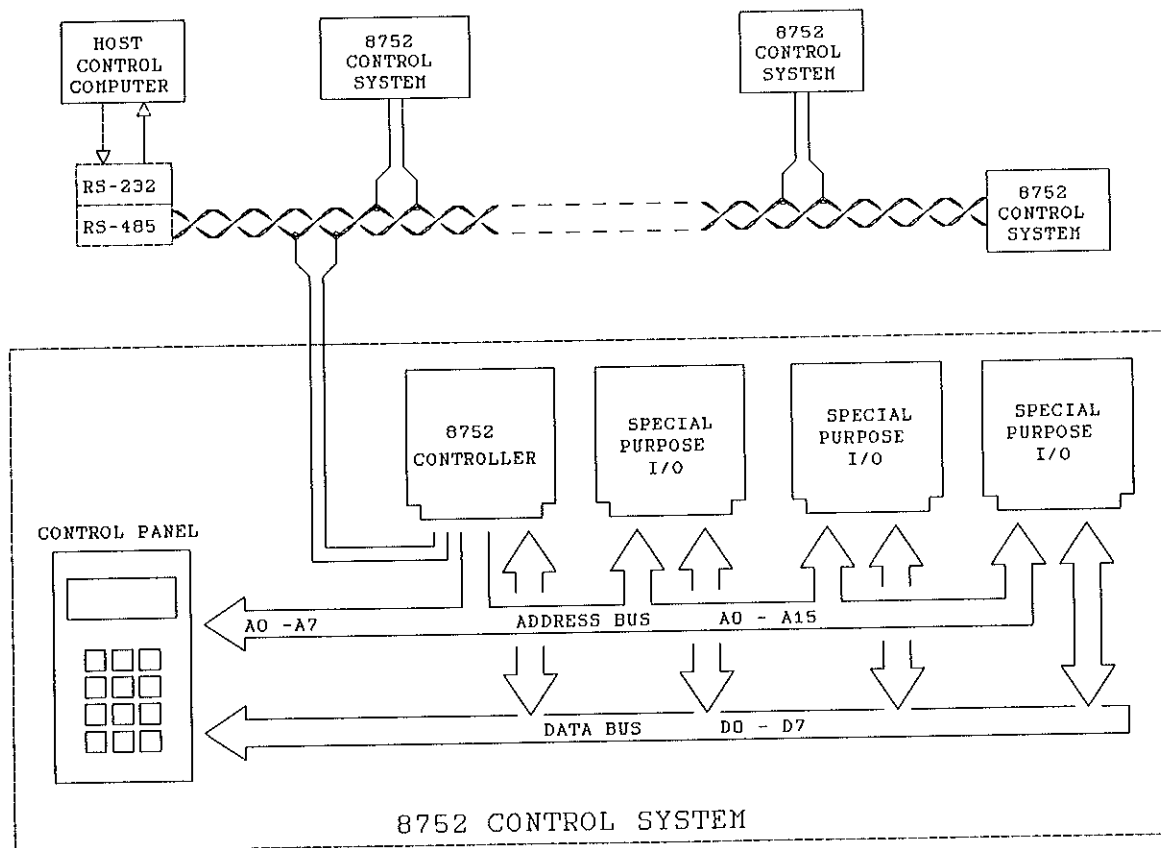 HOST
CONTROL
COMPUTER
8752
CONTROL
SYSTEM
8752
CONTROL
SYSTEM
RS-232
RS-485
8752
CONTROL
SYSTEM
8752
CONTROLLER
SPECIAL
PURPOSE
I/O
SPECIAL
PURPOSE
I/O
SPECIAL
PURPOSE
I/O
CONTROL PANEL
A0 -A7
ADDRESS BUS
A0 - A15
DATA BUS
D0 - D7
8752 CONTROL SYSTEM